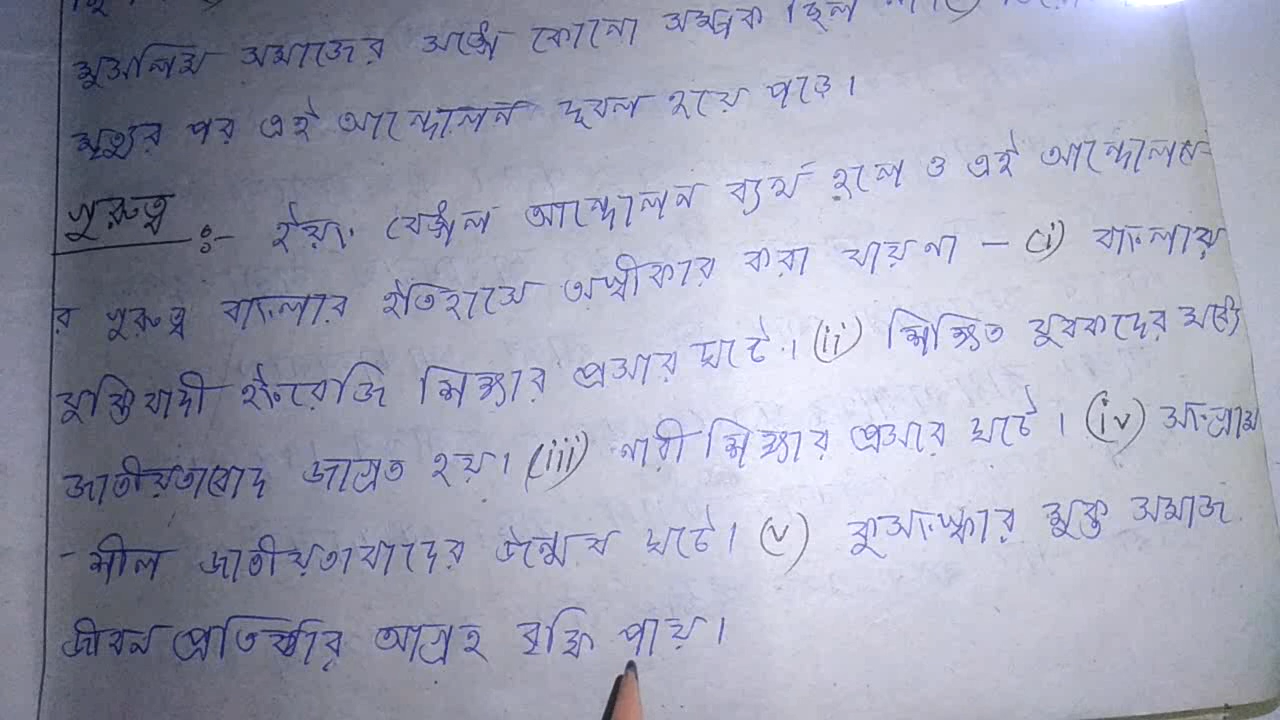 মুসলিম সমাজের সঙ্গে কোনো সম্পর্ক ছিল
মৃত্যুর পর এই আন্দোলন দুবল হয়ে পড়ে।
গুরুত্ব :- ইয়ং বেঙ্গল আন্দোলন ব্যর্থ হলে ও এই আন্দোলনে-
র গুরুত্ব বাংলার ইতিহাসে অস্বীকার করা যায়না - (i) বাংলায়
যুক্তিবাদী ইংরেজি শিক্ষার প্রসার ঘটে। (ii) শিক্ষিত যুবকদের মধ্যে
জাতীয়তাবোদ জাগ্রত হয়। (iii) নারী শিক্ষার প্রসার ঘটে। (iv) সংগ্রাম
- শীল জাতীয়তাবাদের উন্মেষ ঘটে। (v) কুসংস্কার মুক্ত সমাজ
জীবন প্রতিষ্ঠার আগ্রহ বৃদ্ধি পায়।